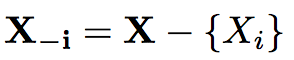 X₋ᵢ = X − {Xᵢ}